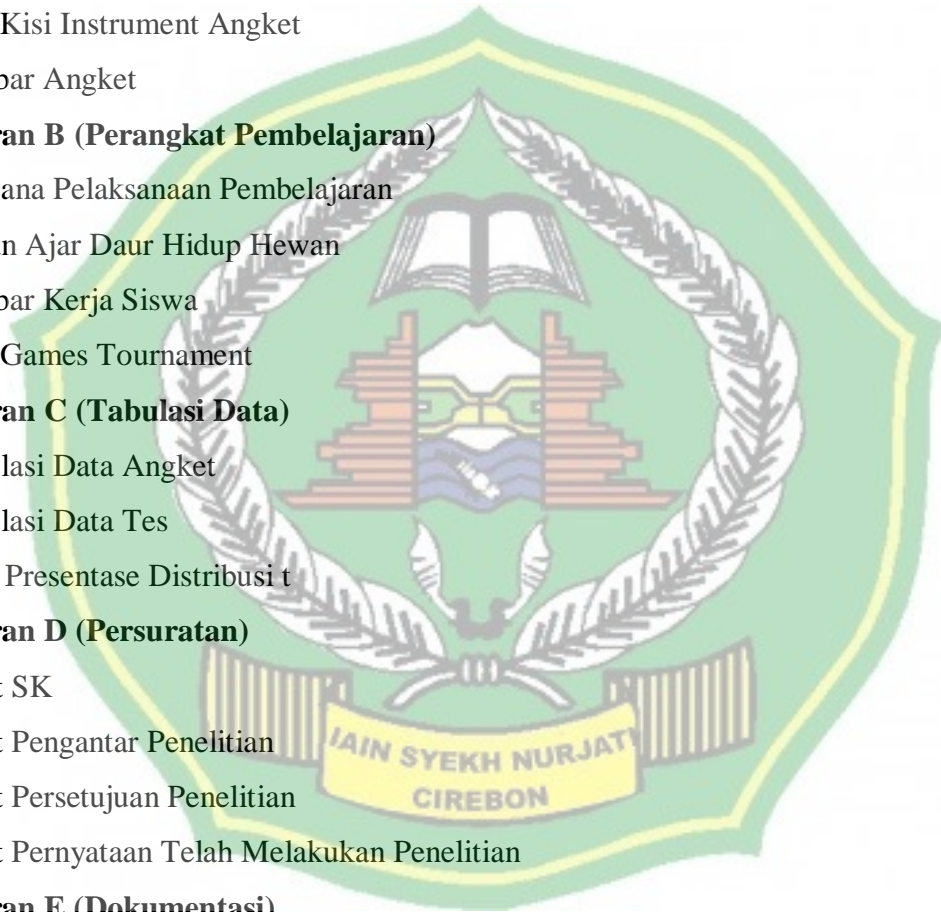 Kisi Instrument Angket
bar Angket
ran B (Perangkat Pembelajaran)
ana Pelaksanaan Pembelajaran
n Ajar Daur Hidup Hewan
bar Kerja Siswa
Games Tournament
ran C (Tabulasi Data)
lasi Data Angket
lasi Data Tes
Presentase Distribusi t
ran D (Persuratan)
t SK
t Pengantar Penelitian
t Persetujuan Penelitian
t Pernyataan Telah Melakukan Penelitian
ran E (Dokumentasi)
IAIN SYEKH NURJATI
CIREBON